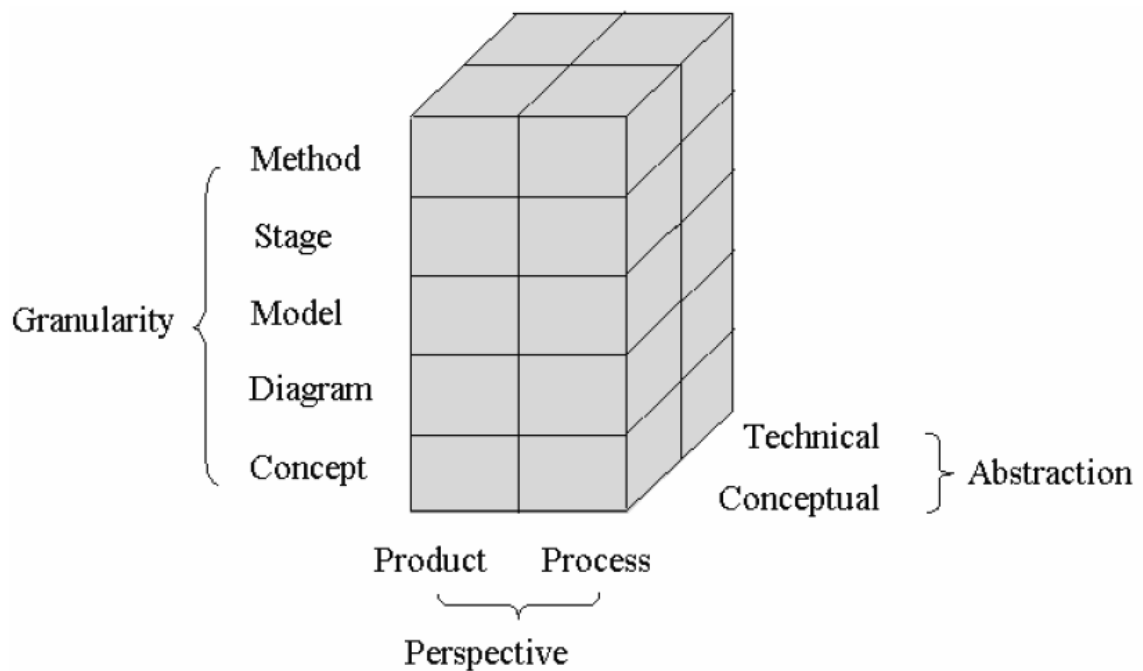 Method
Stage
Granularity
Model
Diagram
Concept
Technical
Abstraction
Conceptual
Product Process
Perspective